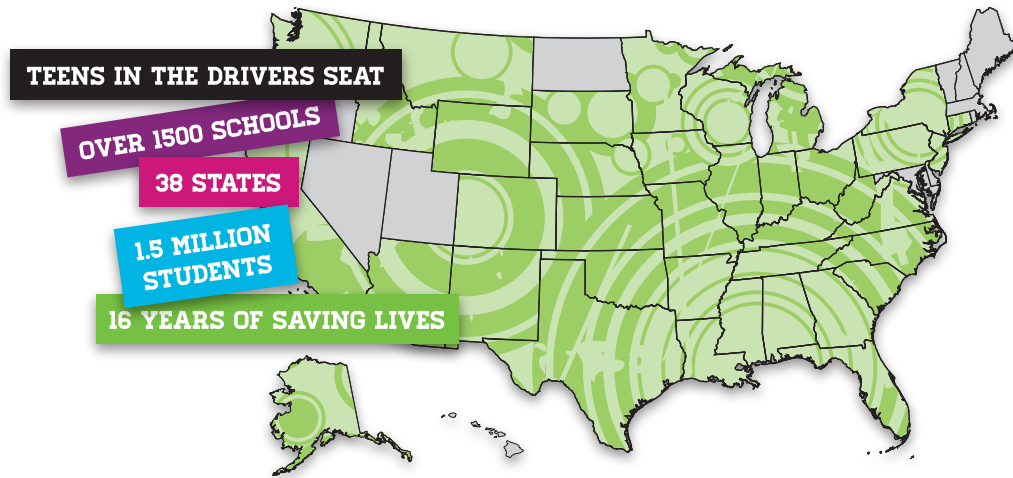 TEENS IN THE DRIVERS SEAT
OVER 1500 SCHOOLS
38 STATES
1.5 MILLION
STUDENTS
16 YEARS OF SAVING LIVES